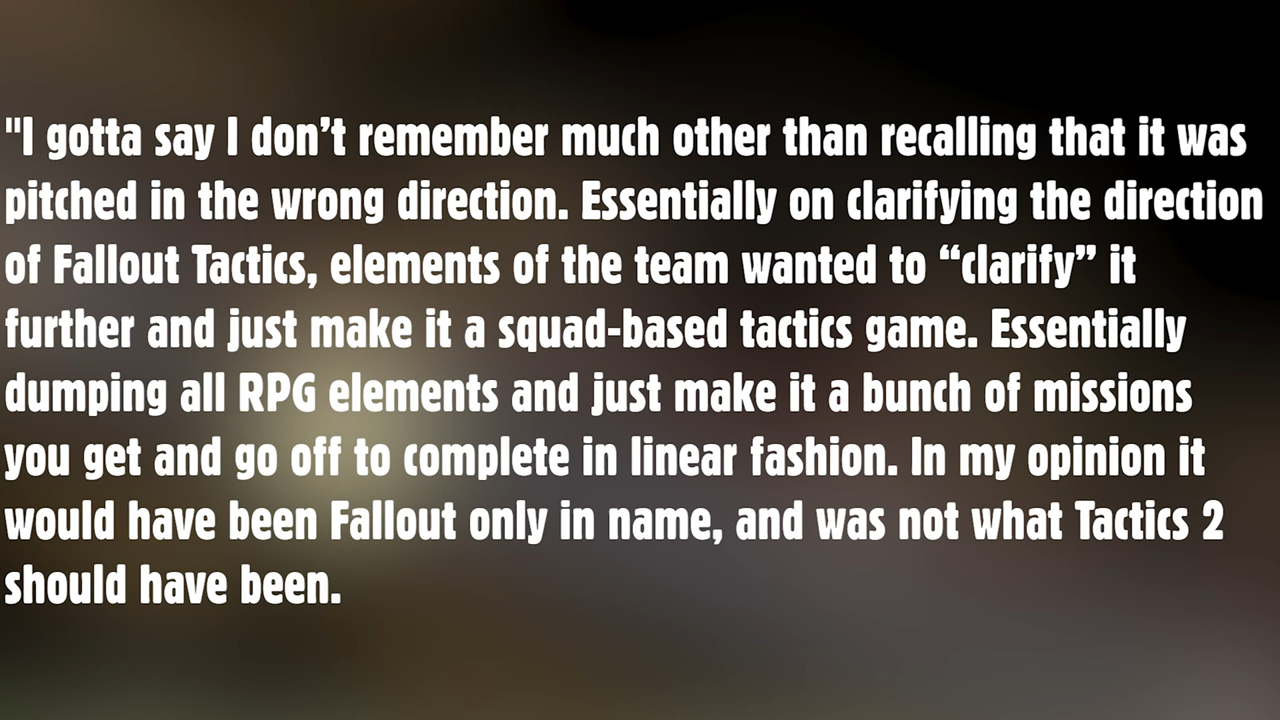 "I gotta say I don’t remember much other than recalling that it was
pitched in the wrong direction. Essentially on clarifying the direction
of Fallout Tactics, elements of the team wanted to “clarify” it
further and just make it a squad-based tactics game. Essentially
dumping all RPG elements and just make it a bunch of missions
you get and go off to complete in linear fashion. In my opinion it
would have been Fallout only in name, and was not what Tactics 2
should have been.